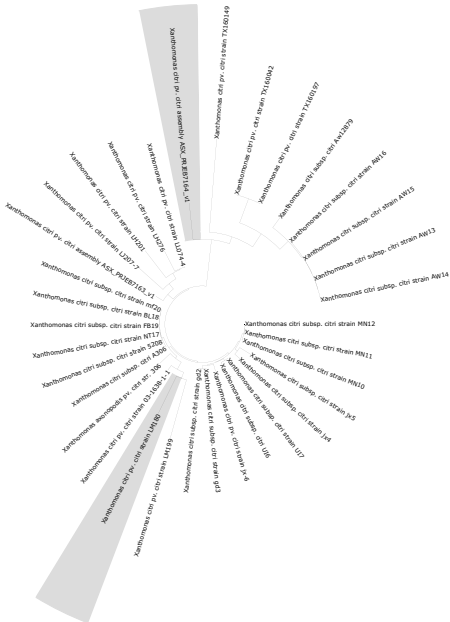 Xanthomonas citri pv. citri assembly ASX_PRJEB7164_v1
Xanthomonas citri pv. citri strain TX160149
Xanthomonas citri pv. citri strain TX160042
Xanthomonas citri pv. citri strain TX160197
Xanthomonas citri subsp. citri Aw12879
Xanthomonas citri subsp. citri strain AW16
Xanthomonas citri subsp. citri strain AW15
Xanthomonas citri subsp. citri strain AW13
Xanthomonas citri subsp. citri strain AW14
Xanthomonas citri subsp. citri strain MN12
Xanthomonas citri subsp. citri strain MN11
Xanthomonas citri subsp. citri strain MN10
Xanthomonas citri subsp. citri strain jx5
Xanthomonas citri subsp. citri strain jx4
Xanthomonas citri subsp. citri strain UI7
Xanthomonas citri subsp. citri UI6
Xanthomonas citri pv. citri strain jx-6
Xanthomonas citri subsp. citri strain gd3
Xanthomonas citri subsp. citri strain gd2
Xanthomonas citri pv. citri strain LM199
Xanthomonas citri pv. citri strain LM180
Xanthomonas citri pv. citri strain 03-1638-1-1
Xanthomonas axonopodis pv. citri str. 306
Xanthomonas citri subsp. citri A306
Xanthomonas citri subsp. citri strain 5208
Xanthomonas citri subsp. citri strain NT17
Xanthomonas citri subsp. citri strain FB19
Xanthomonas citri subsp. citri strain BL18
Xanthomonas citri subsp. citri strain mf20
Xanthomonas citri pv. citri assembly ASX_PRJEB7163_v1
Xanthomonas citri pv. citri strain LJ207-7
Xanthomonas citri pv. citri strain LH201
Xanthomonas citri pv. citri strain LH276
Xanthomonas citri pv. citri strain LL074-4